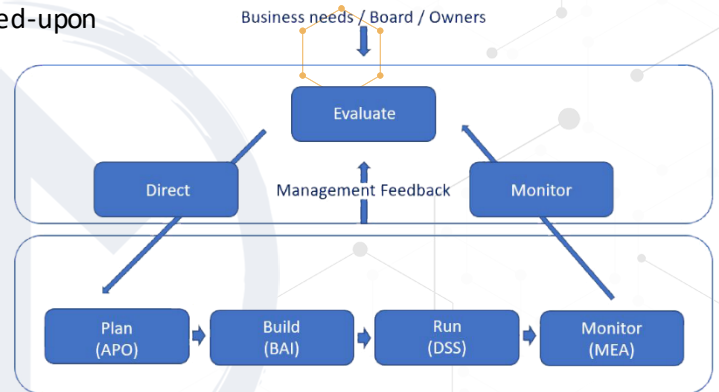 ed-upon
Business needs / Board / Owners
Evaluate
Direct
Management Feedback
Monitor
Plan
(APO)
Build
(BAI)
Run
(DSS)
Monitor
(MEA)